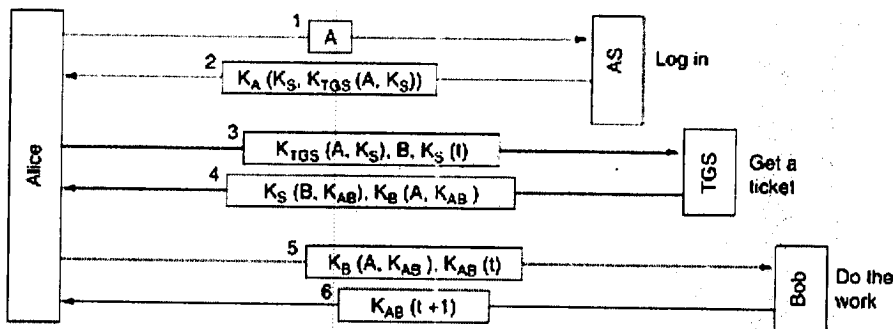 1
A
2
K_A (K_S, K_TGS (A, K_S))
AS
Log in
3
K_TGS (A, K_S), B, K_S (t)
4
K_S (B, K_AB), K_B (A, K_AB)
TGS
Get a
ticket
Alice
5
K_B (A, K_AB), K_AB (t)
6
K_AB (t +1)
Bob
Do the
work